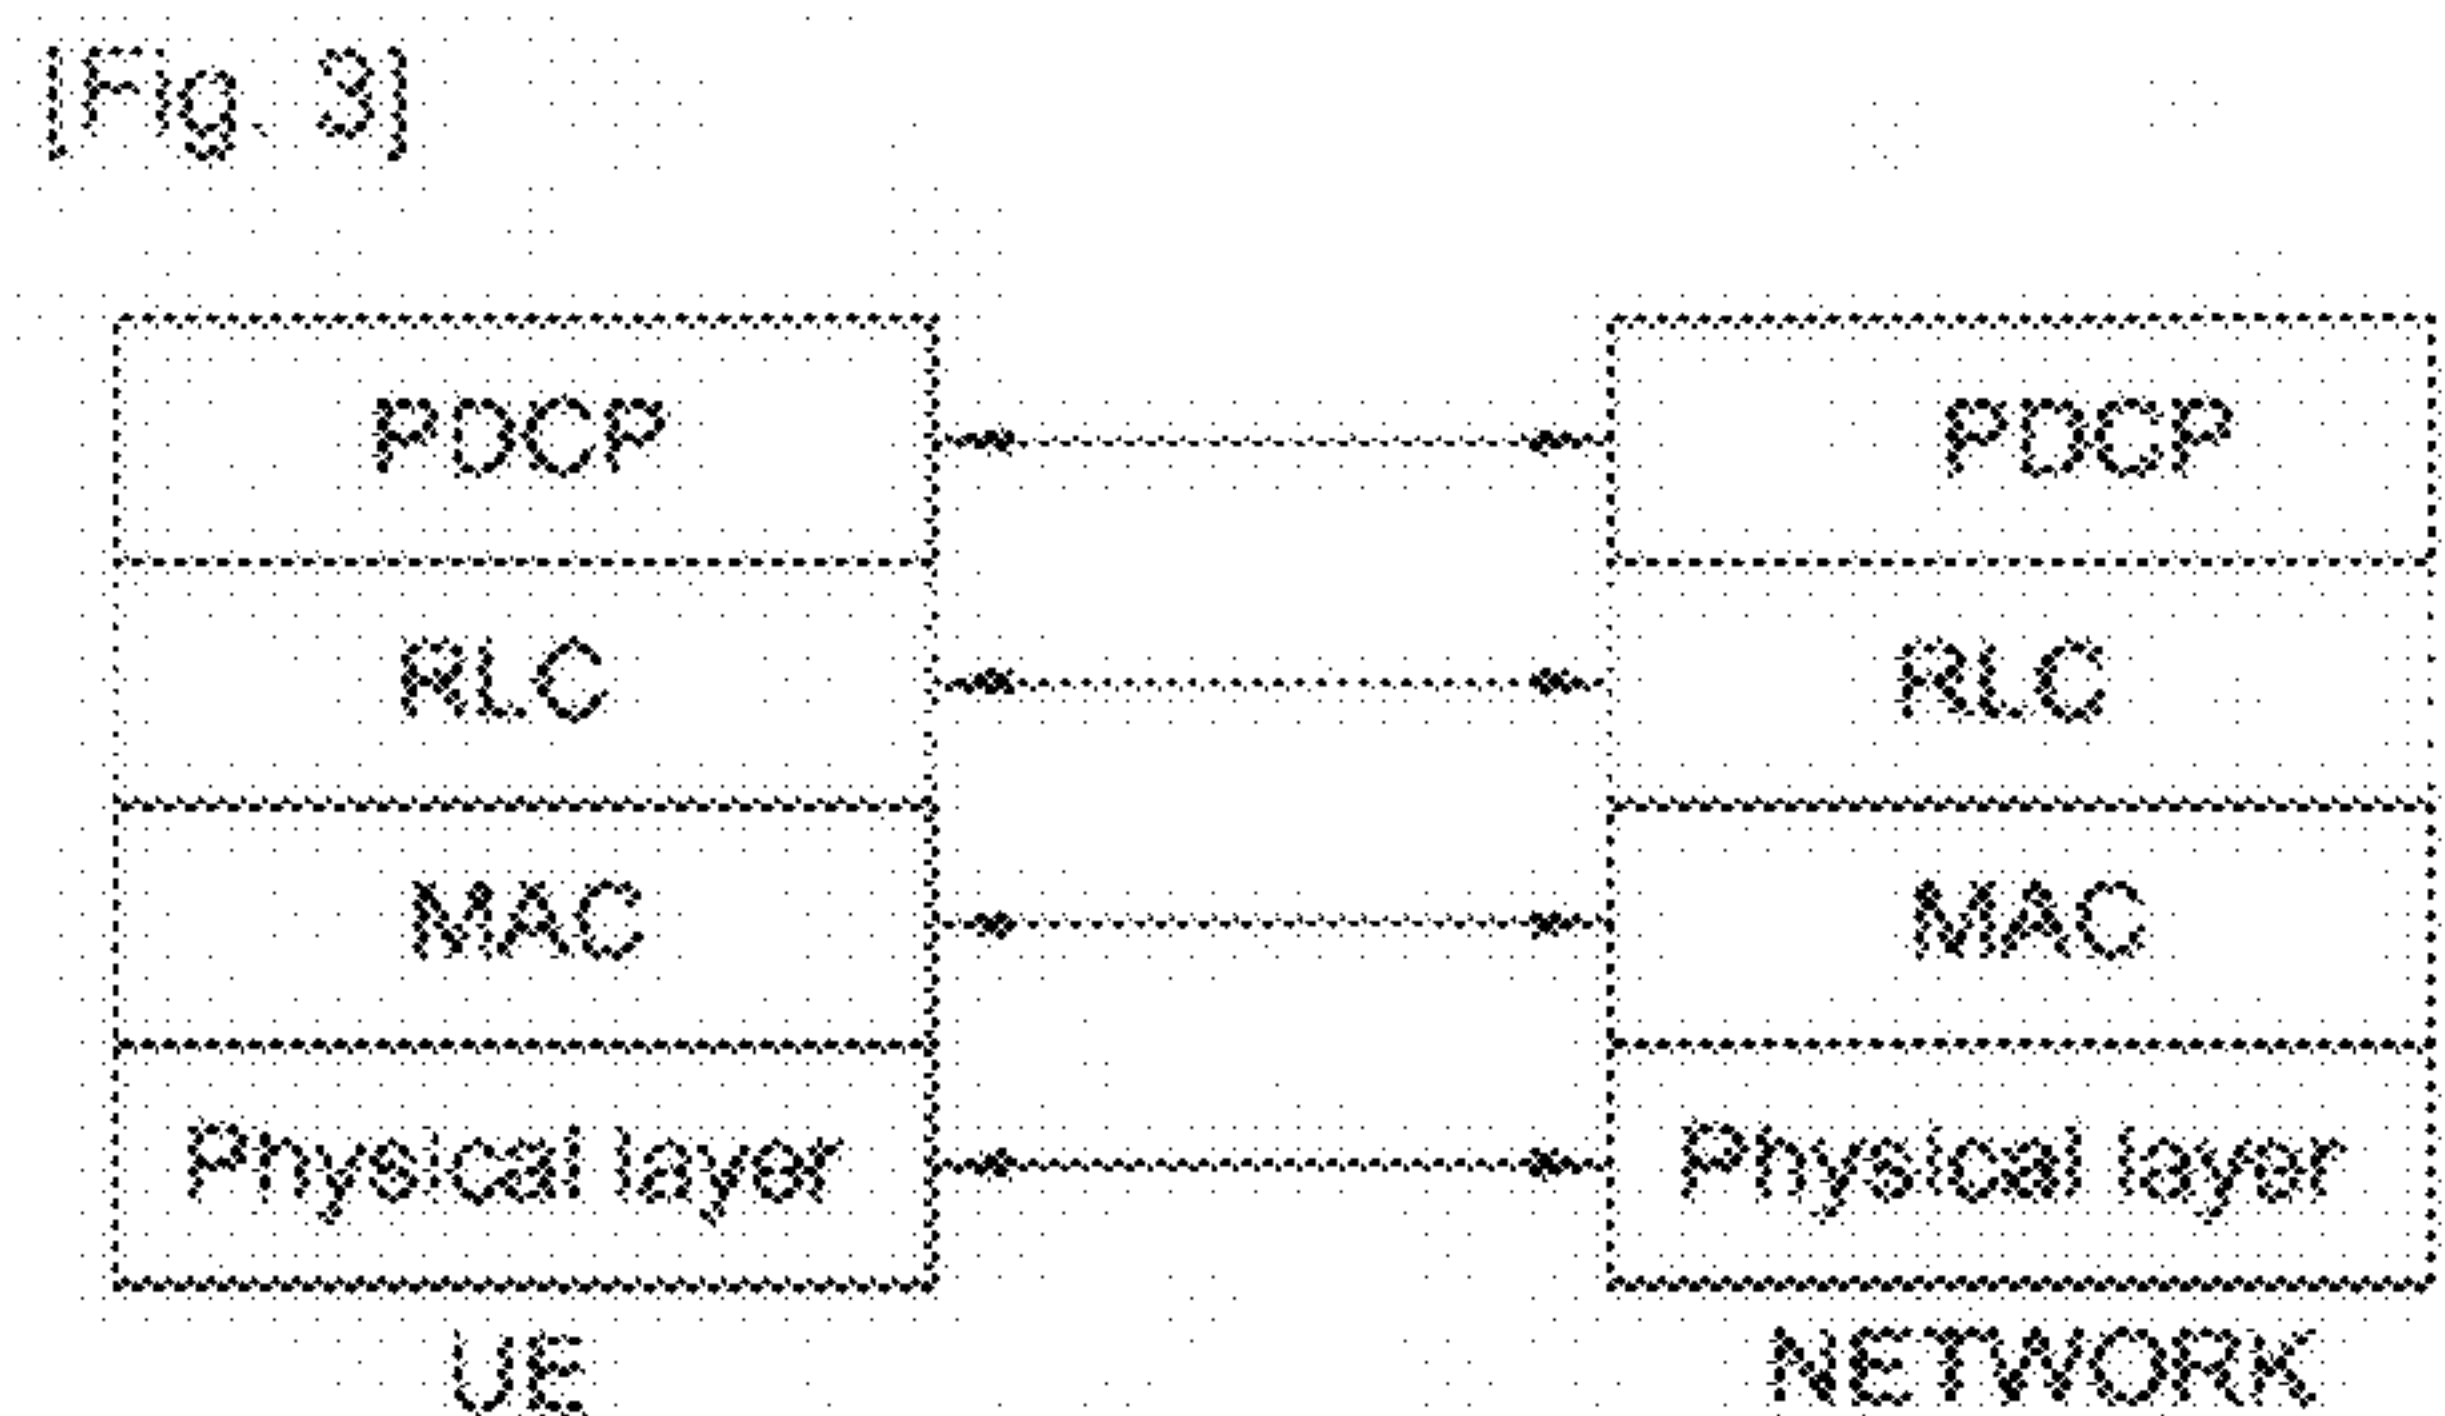 [Fig. 3]
PDCP PDCP
RLC RLC
MAC MAC
Physical layer Physical layer
UE NETWORK